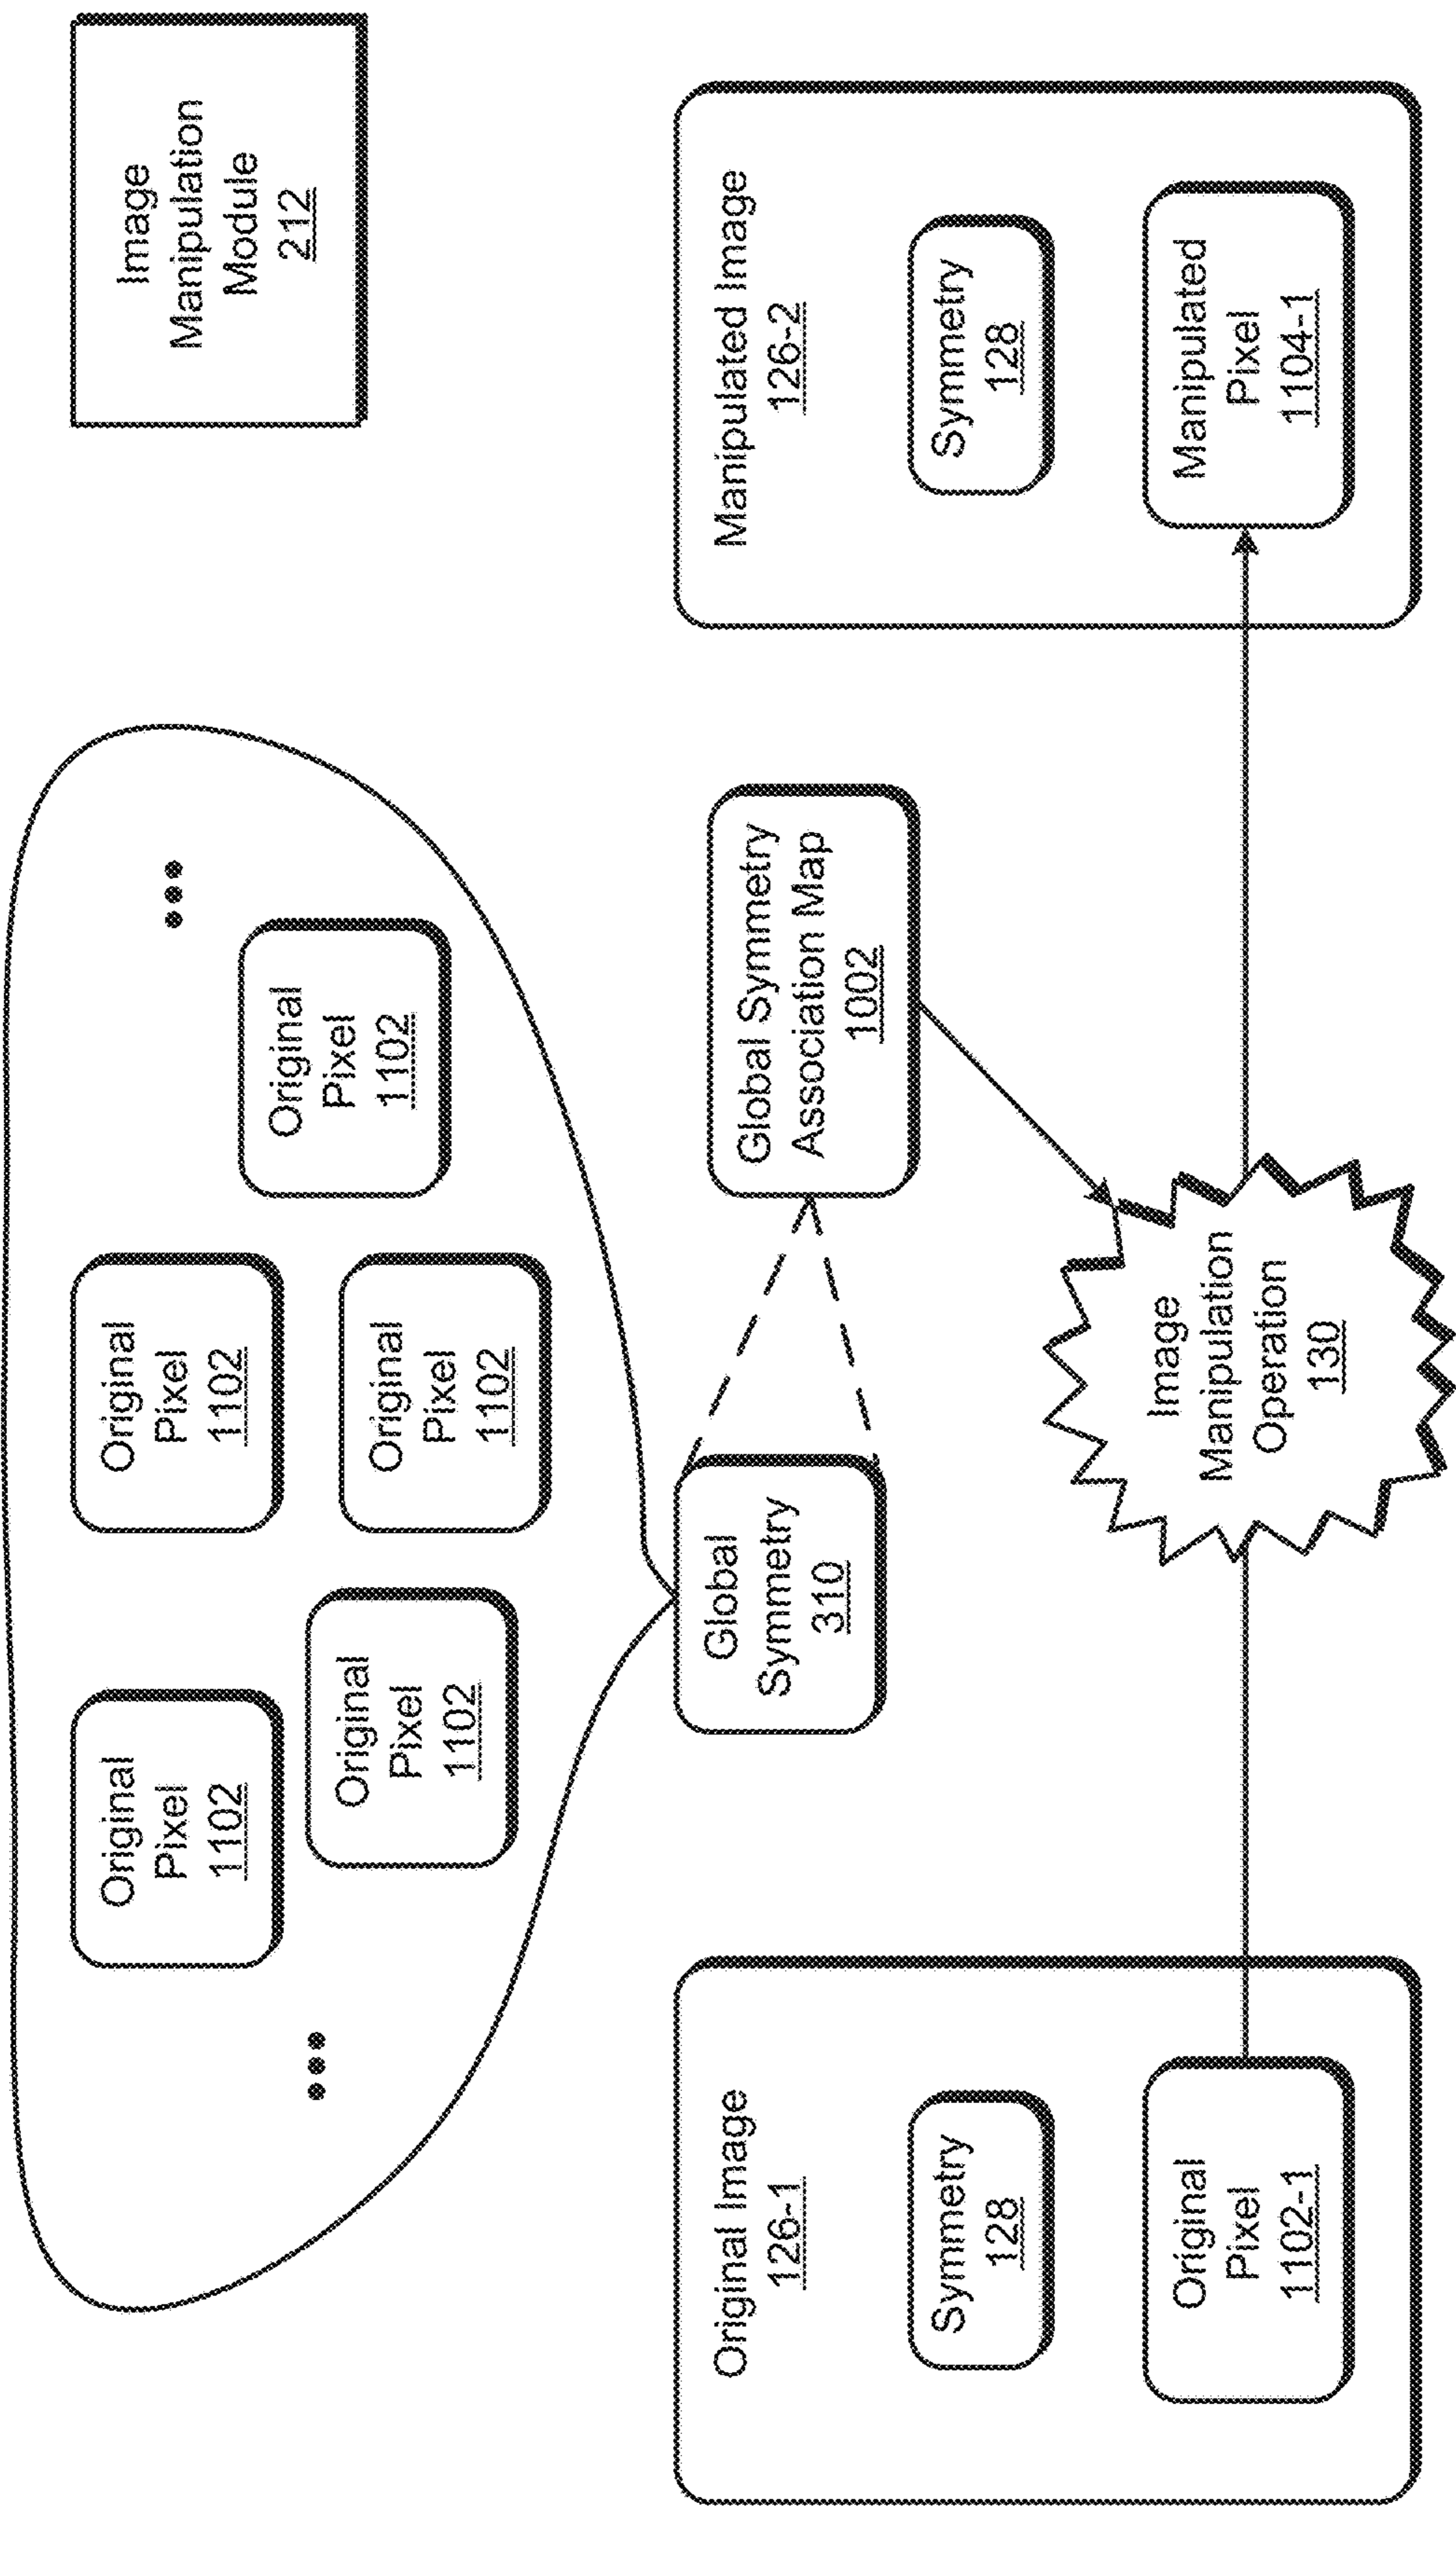 Image
Manipulation
Module
212
•••
Original
Pixel
1102
Original
Pixel
1102
Original
Pixel
1102
Original
Pixel
1102
Original
Pixel
1102
•••
Original Image
126-1
Symmetry
128
Original
Pixel
1102-1
Global
Symmetry
310
Global Symmetry
Association Map
1002
Image
Manipulation
Operation
130
Manipulated Image
126-2
Symmetry
128
Manipulated
Pixel
1104-1